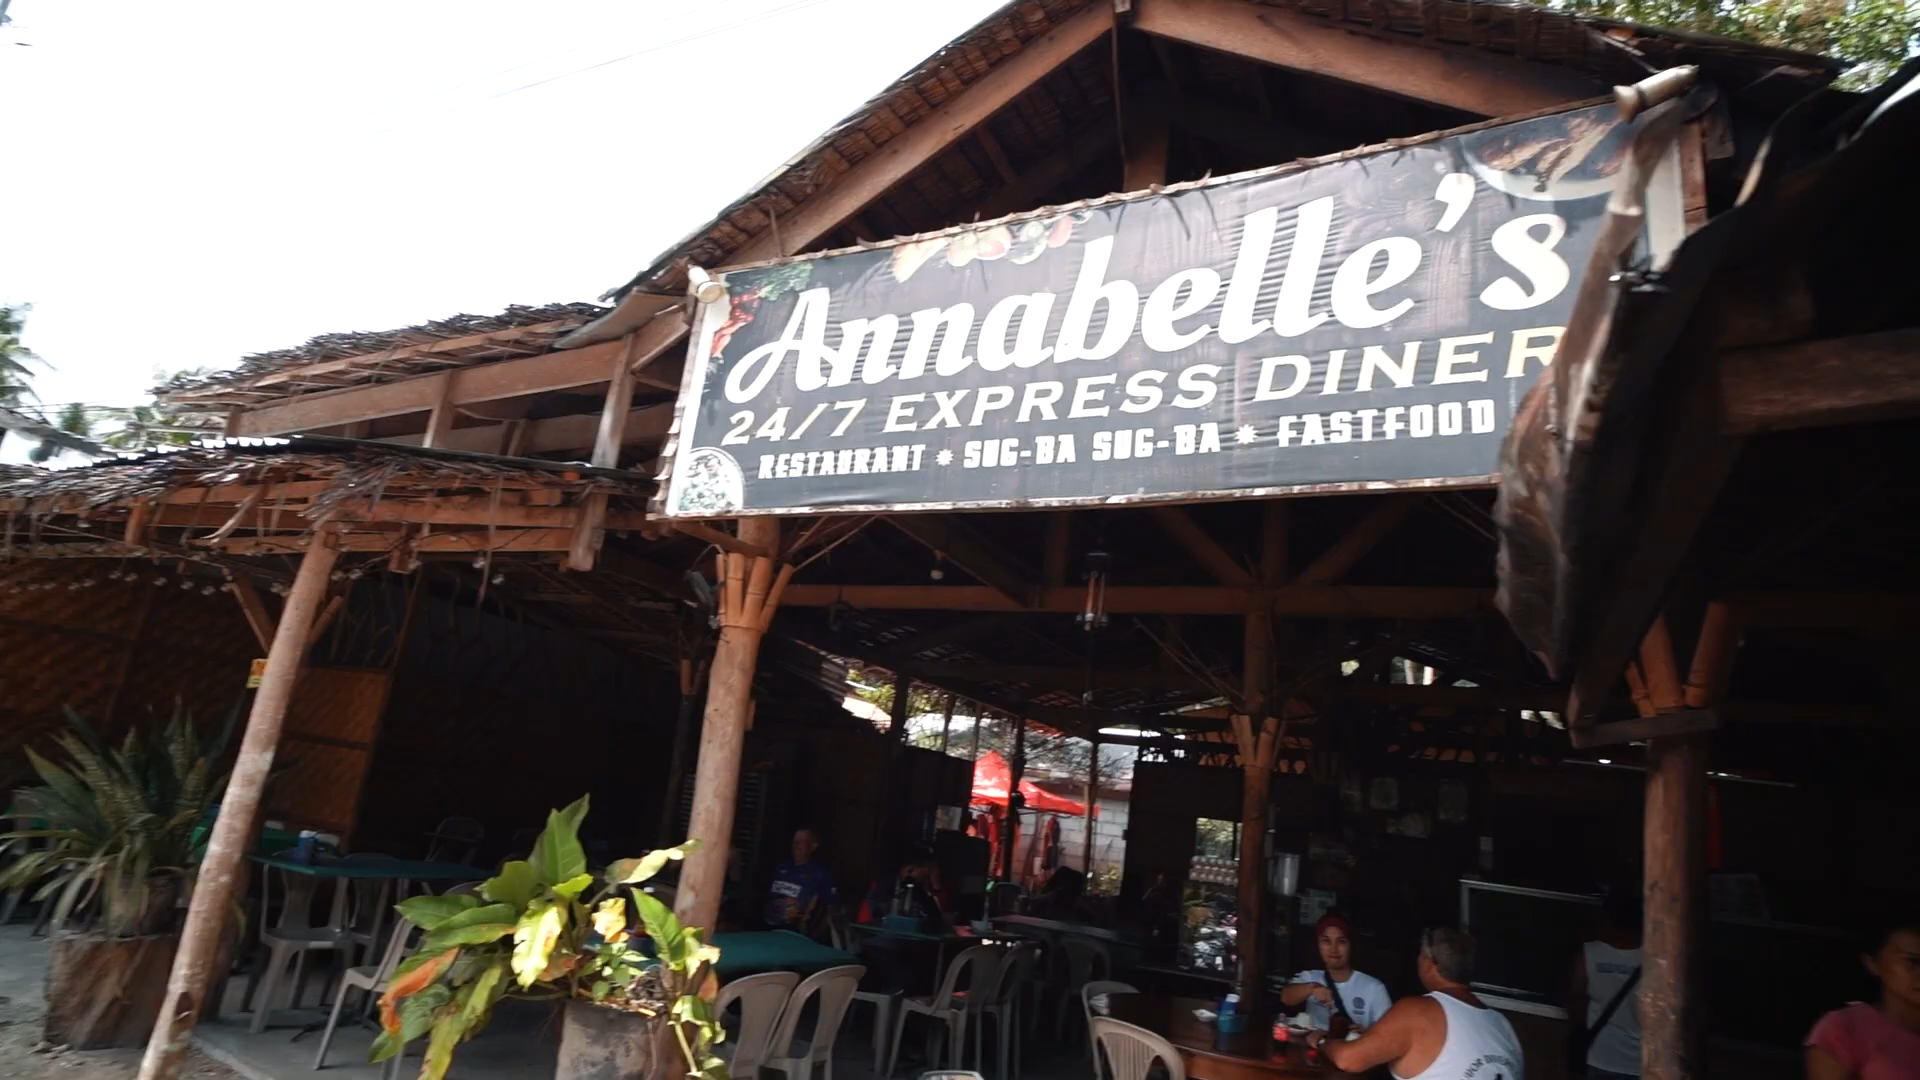 Annabelle's
24/7 EXPRESS DINER
RESTAURANT * SUG-BA SUG-BA * FASTFOOD